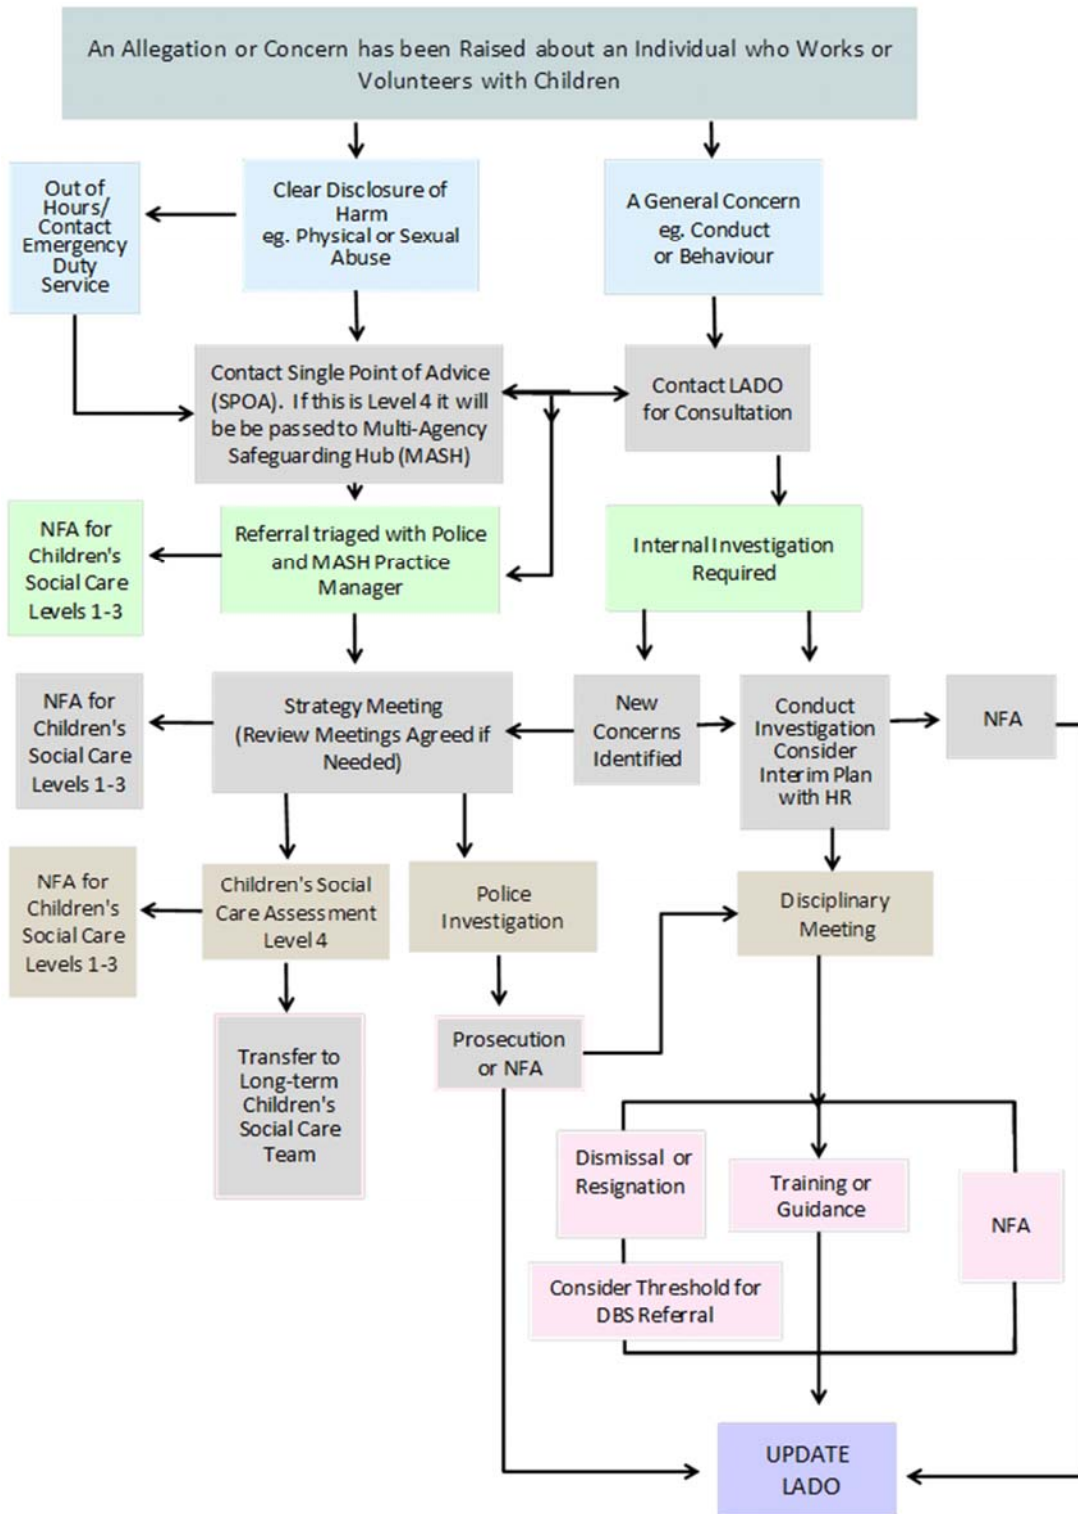 An Allegation or Concern has been Raised about an Individual who Works or
Volunteers with Children
Out of
Hours/
Contact
Emergency
Duty
Service
Clear Disclosure of
Harm
eg. Physical or Sexual
Abuse
A General Concern
eg. Conduct
or Behaviour
Contact Single Point of Advice
(SPOA). If this is Level 4 it will
be be passed to Multi-Agency
Safeguarding Hub (MASH)
Contact LADO
for Consultation
NFA for
Children's
Social Care
Levels 1-3
Referral triaged with Police
and MASH Practice
Manager
Internal Investigation
Required
NFA for
Children's
Social Care
Levels 1-3
Strategy Meeting
(Review Meetings Agreed if
Needed)
New
Concerns
Identified
Conduct
Investigation
Consider
Interim Plan
with HR
NFA
NFA for
Children's
Social Care
Levels 1-3
Children's Social
Care Assessment
Level 4
Police
Investigation
Disciplinary
Meeting
Transfer to
Long-term
Children's
Social Care
Team
Prosecution
or NFA
Dismissal or
Resignation
Training or
Guidance
NFA
Consider Threshold for
DBS Referral
UPDATE
LADO